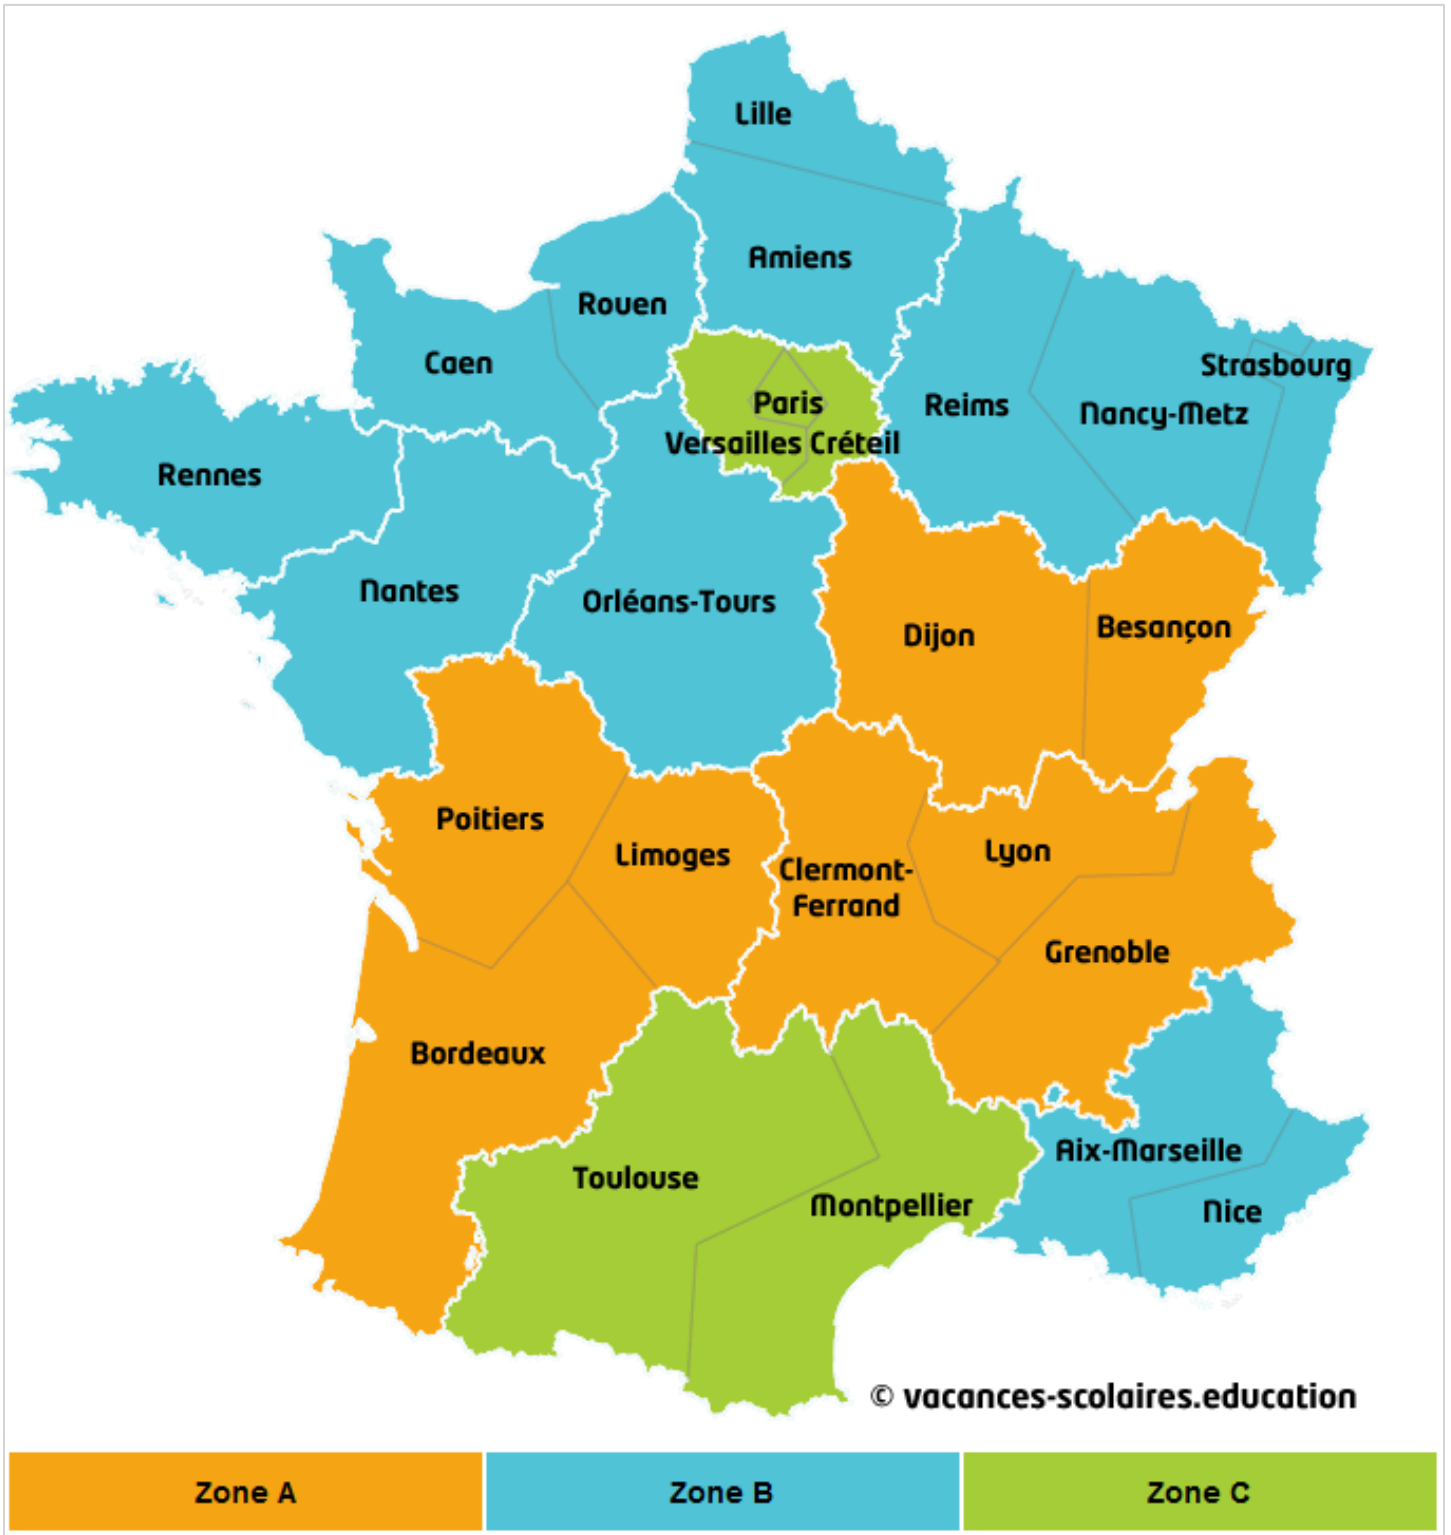 Lille
Amiens
Rouen
Caen
Strasbourg
Paris
Reims
Nancy-Metz
Versailles Créteil
Rennes
Nantes
Orléans-Tours
Dijon
Besançon
Poitiers
Limoges
Lyon
Clermont-
Ferrand
Grenoble
Bordeaux
Aix-Marseille
Toulouse
Montpellier
Nice
© vacances-scolaires.education
Zone A
Zone B
Zone C